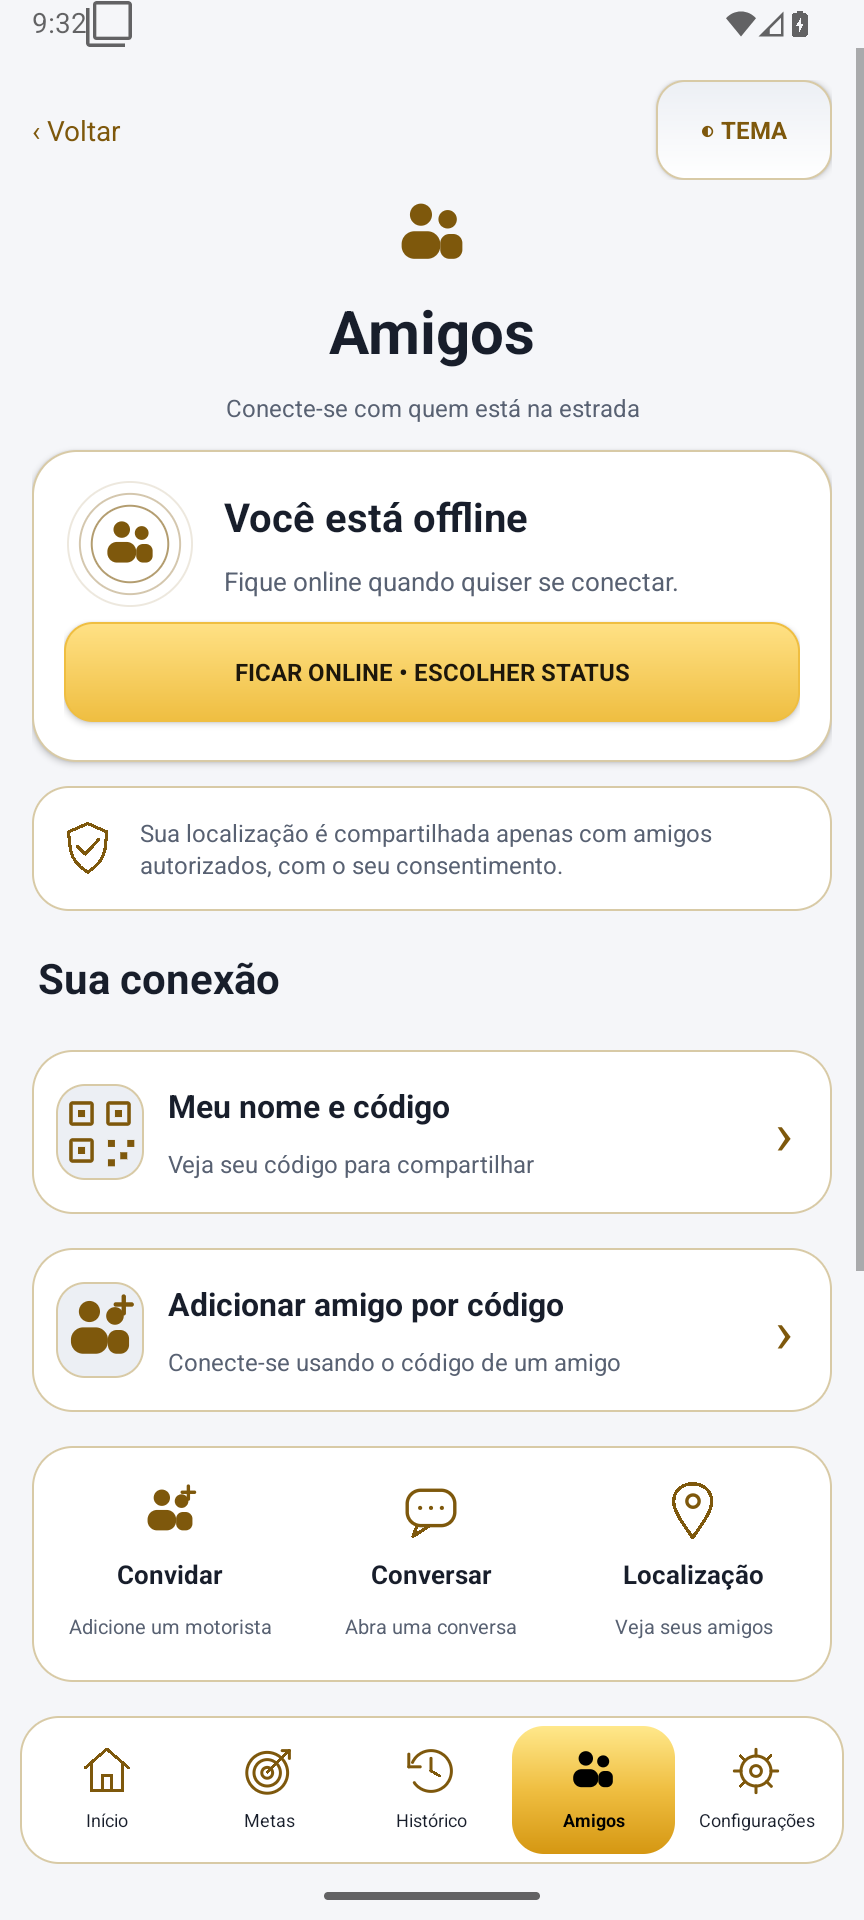 9:32
‹ Voltar
TEMA
Amigos
Conecte-se com quem está na estrada
Você está offline
Fique online quando quiser se conectar.
FICAR ONLINE • ESCOLHER STATUS
Sua localização é compartilhada apenas com amigos
autorizados, com o seu consentimento.
Sua conexão
Meu nome e código
Veja seu código para compartilhar
Adicionar amigo por código
Conecte-se usando o código de um amigo
Convidar
Adicione um motorista
Conversar
Abra uma conversa
Localização
Veja seus amigos
Início
Metas
Histórico
Amigos
Configurações